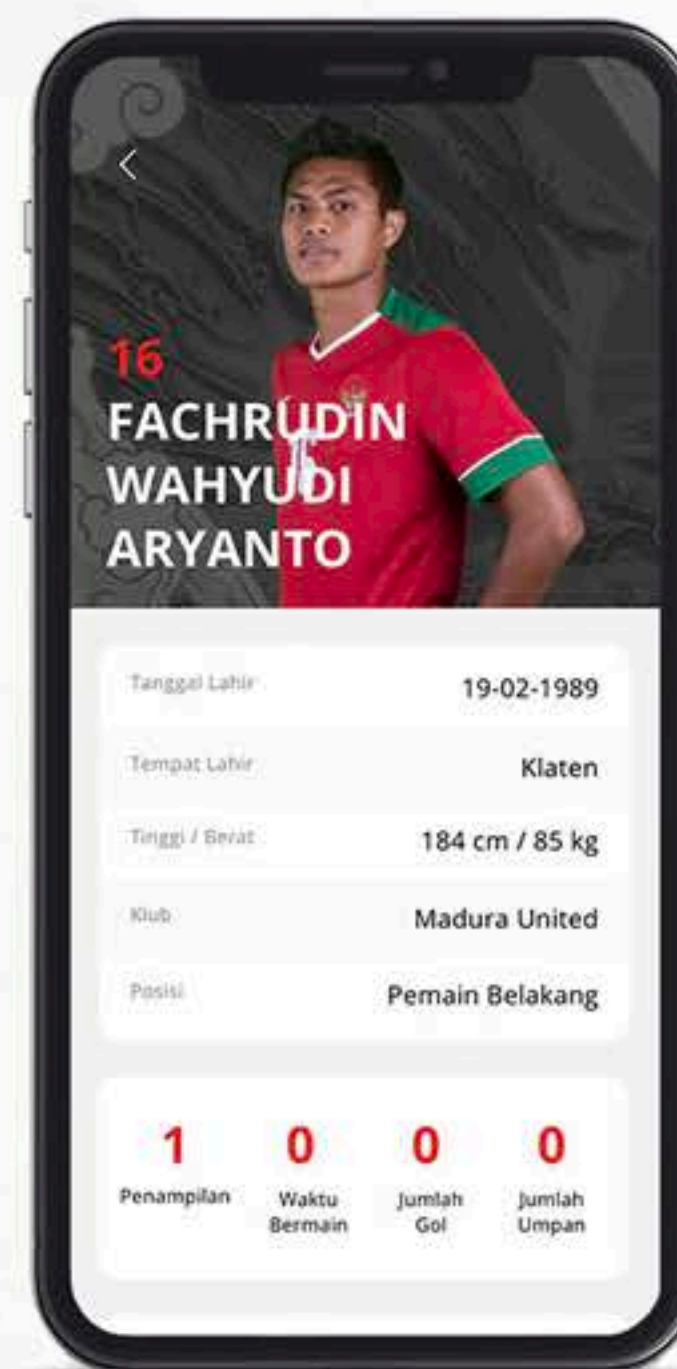 16
FACHRUDIN
WAHYUDI
ARYANTO
Tanggal Lahir 19-02-1989
Tempat Lahir Klaten
Tinggi / Berat 184 cm / 85 kg
Klub Madura United
Posisi Pemain Belakang
1 0 0 0
Penampilan Waktu Bermain Jumlah Gol Jumlah Umpan